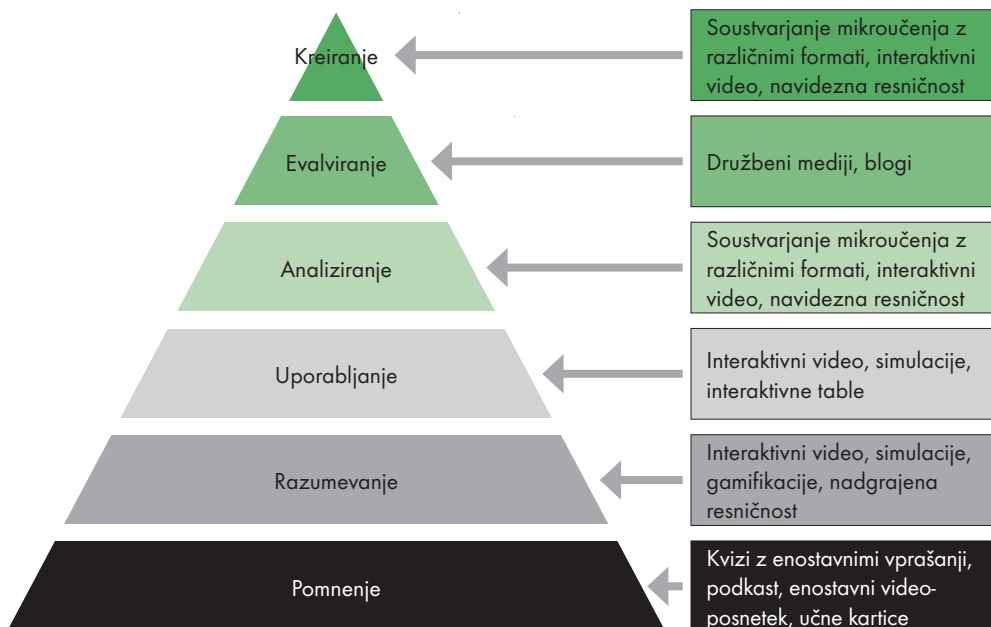 Kreiranje
Soustvarjanje mikroučenja z
različnimi formati, interaktivni
video, navidezna resničnost
Evalviranje
Družbeni mediji, blogi
Analiziranje
Soustvarjanje mikroučenja z
različnimi formati, interaktivni
video, navidezna resničnost
Uporabljanje
Interaktivni video, simulacije,
interaktivne table
Razumevanje
Interaktivni video, simulacije,
gamifikacije, nadgrajena
resničnost
Pomnenje
Kvizi z enostavnimi vprašanji,
podkast, enostavni video-
posnetek, učne kartice